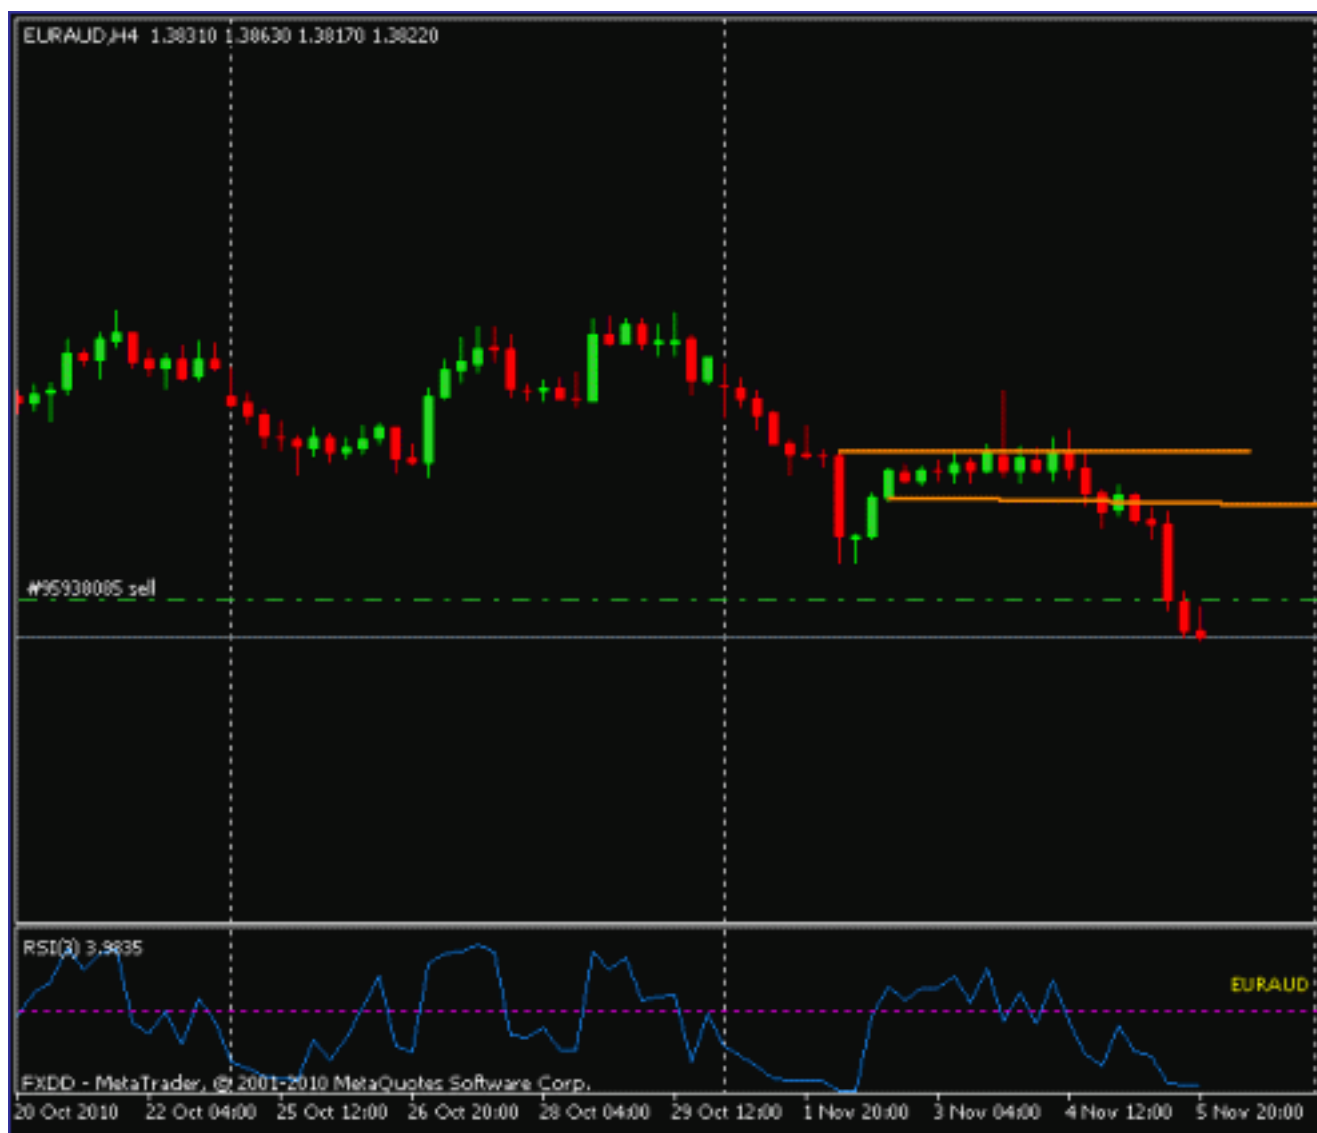 EURAUD,H4 1.38310 1.38630 1.38170 1.38220
#95938085 sell
RSI(3) 3.9835
EURAUD
FXDD - MetaTrader, © 2001-2010 MetaQuotes Software Corp.
20 Oct 2010 22 Oct 04:00 25 Oct 12:00 26 Oct 20:00 28 Oct 04:00 29 Oct 12:00 1 Nov 20:00 3 Nov 04:00 4 Nov 12:00 5 Nov 20:00